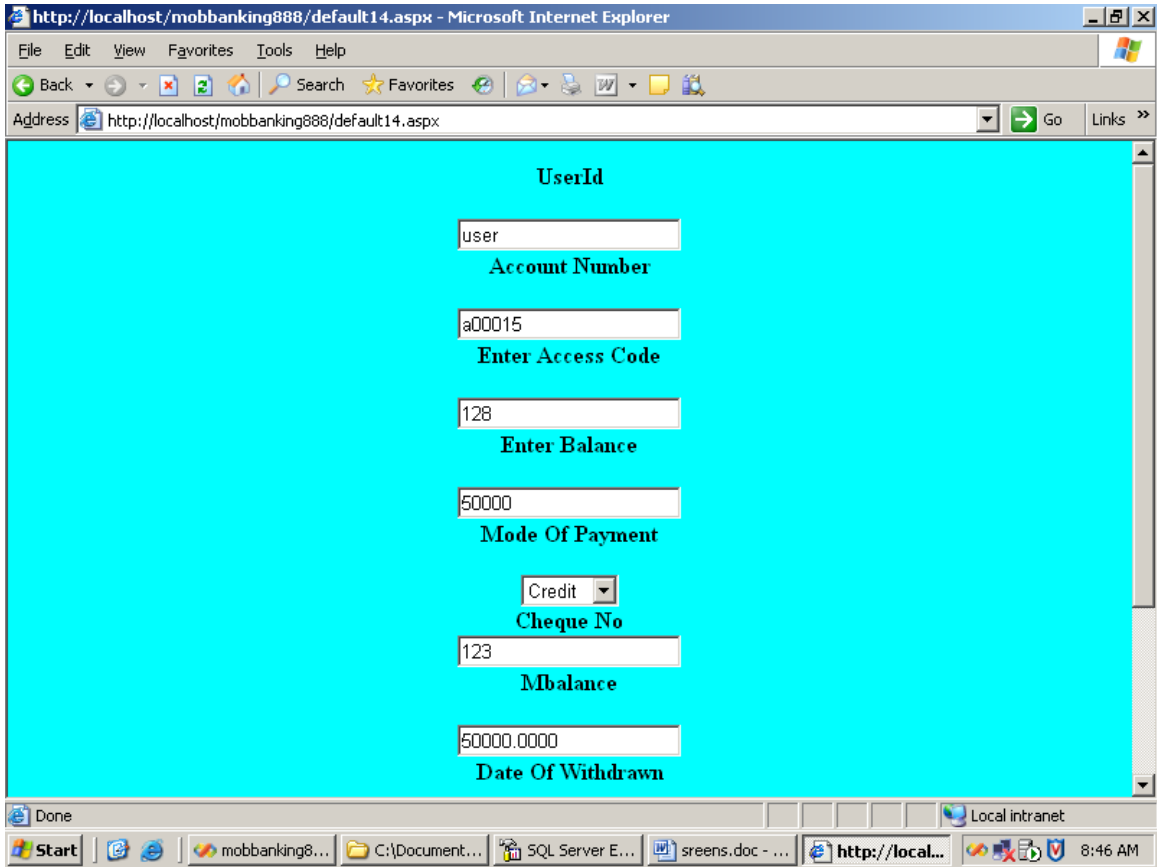 http://localhost/mobbanking888/default14.aspx - Microsoft Internet Explorer
File Edit View Favorites Tools Help
Back Search Favorites
Address http://localhost/mobbanking888/default14.aspx Go Links »
UserId
user
Account Number
a00015
Enter Access Code
128
Enter Balance
50000
Mode Of Payment
Credit
Cheque No
123
Mbalance
50000.0000
Date Of Withdrawn
Done Local intranet
Start mobbanking8... C:\Document... SQL Server E... sreens.doc - ... http://local... 8:46 AM